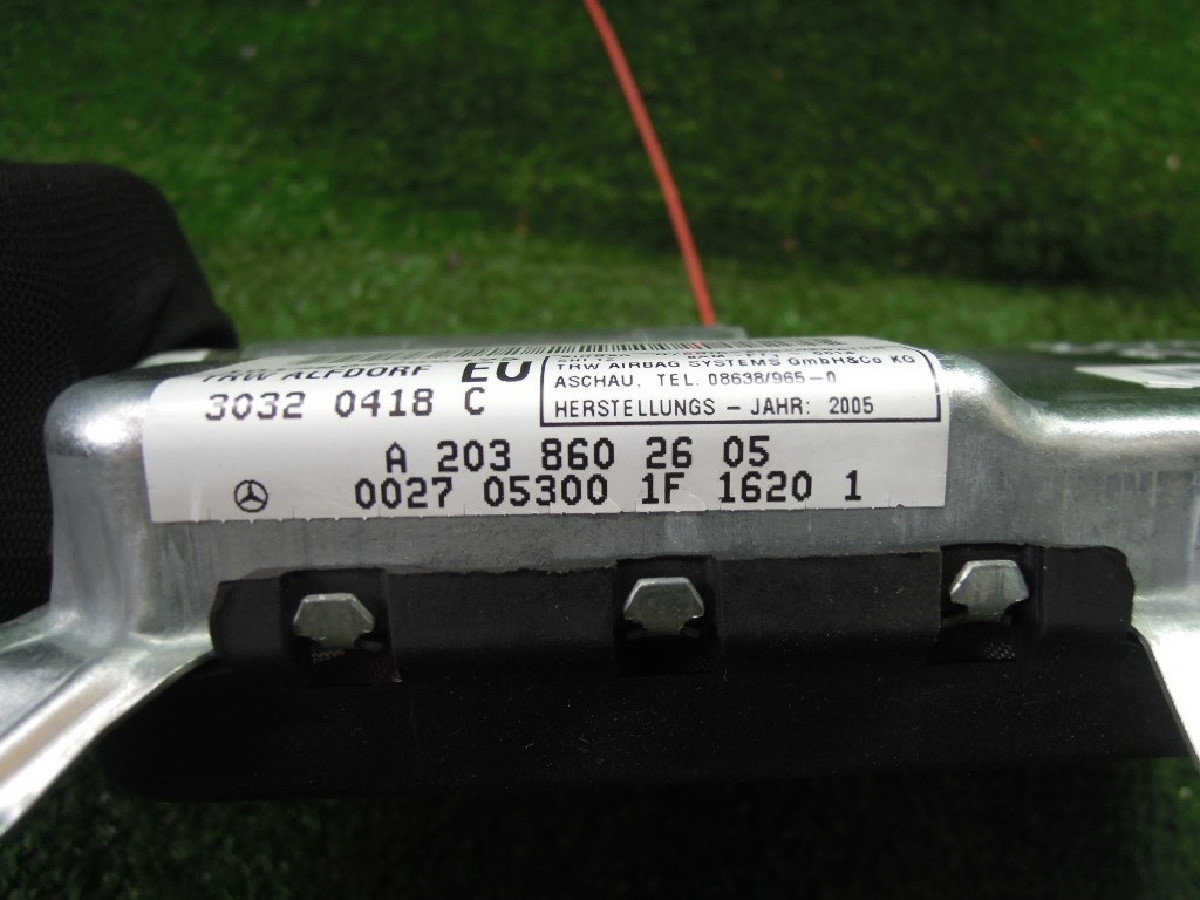 TRW ALFDORF EU
3032 0418 C
TRW AIRBAG SYSTEMS GmbH&Co KG
ASCHAU, TEL. 08638/965-0
HERSTELLUNGS - JAHR: 2005
A 203 860 26 05
0027 05300 1F 1620 1